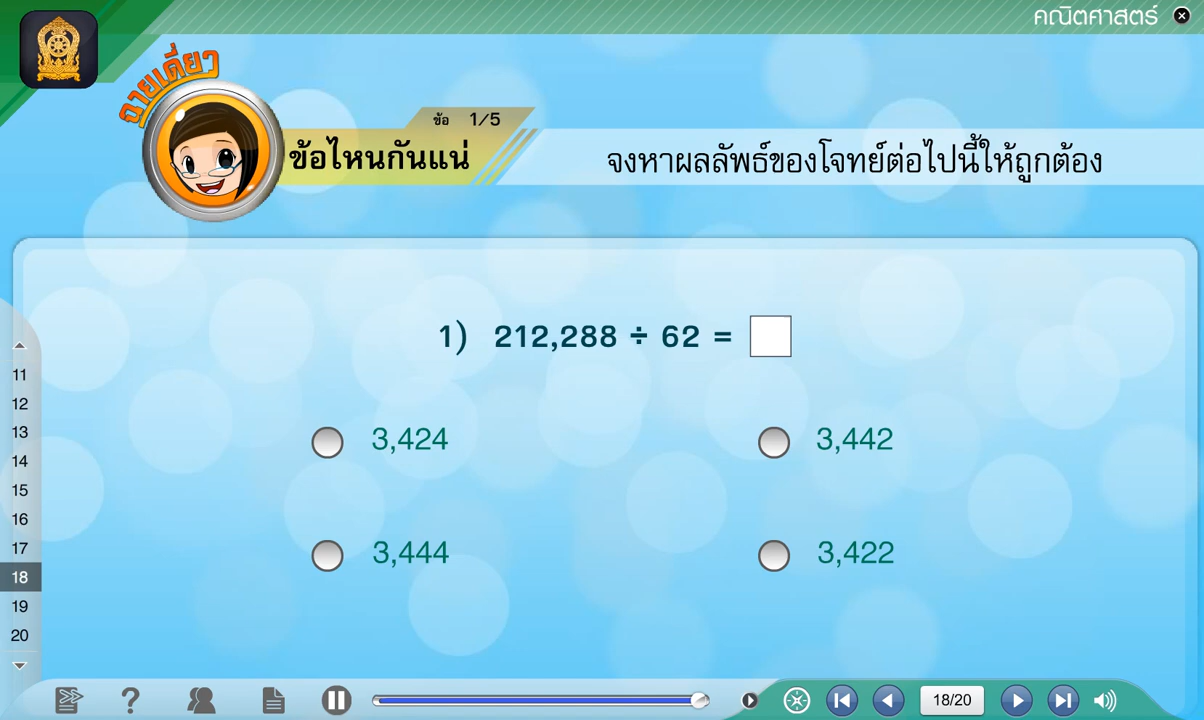 คณิตศาสตร์
ฉายเดี่ยว
ข้อ 1/5
ข้อไหนกันแน่
จงหาผลลัพธ์ของโจทย์ต่อไปนี้ให้ถูกต้อง
1) 212,288 ÷ 62 =
3,424
3,442
3,444
3,422
11
12
13
14
15
16
17
18
19
20
18/20